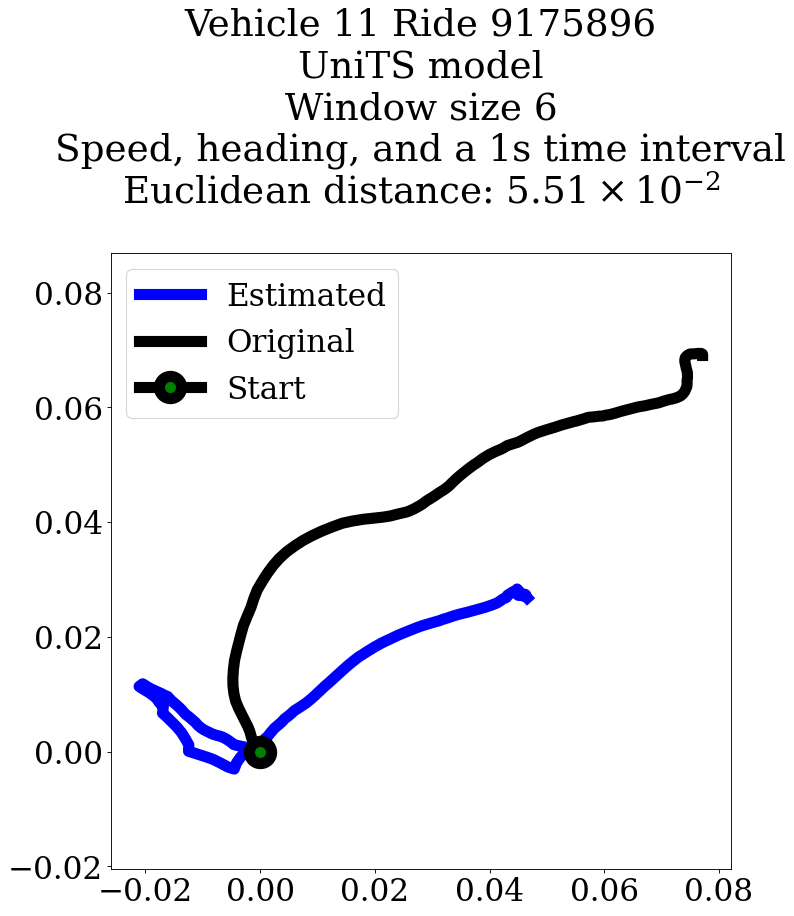 Vehicle 11 Ride 9175896
UniTS model
Window size 6
Speed, heading, and a 1s time interval
Euclidean distance: 5.51 × 10⁻²
Estimated
Original
Start
0.08
0.06
0.04
0.02
0.00
−0.02
−0.02 0.00 0.02 0.04 0.06 0.08